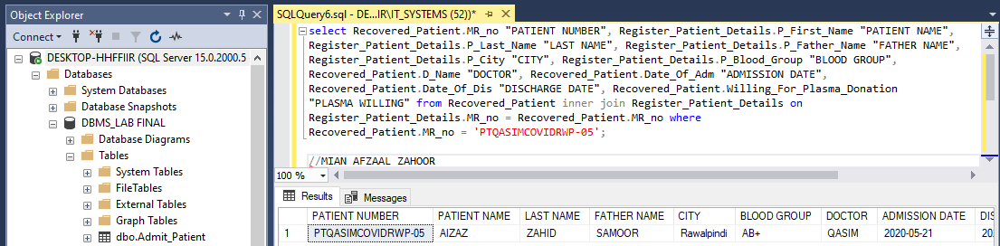 Object Explorer
Connect
DESKTOP-HHFFIIR (SQL Server 15.0.2000.5
Databases
System Databases
Database Snapshots
DBMS_LAB FINAL
Database Diagrams
Tables
System Tables
FileTables
External Tables
Graph Tables
dbo.Admit_Patient
SQLQuery6.sql - DE...IR\IT_SYSTEMS (52))*
select Recovered_Patient.MR_no "PATIENT NUMBER", Register_Patient_Details.P_First_Name "PATIENT NAME",
Register_Patient_Details.P_Last_Name "LAST NAME", Register_Patient_Details.P_Father_Name "FATHER NAME",
Register_Patient_Details.P_City "CITY", Register_Patient_Details.P_Blood_Group "BLOOD GROUP",
Recovered_Patient.D_Name "DOCTOR", Recovered_Patient.Date_Of_Adm "ADMISSION DATE",
Recovered_Patient.Date_Of_Dis "DISCHARGE DATE", Recovered_Patient.Willing_For_Plasma_Donation
"PLASMA WILLING" from Recovered_Patient inner join Register_Patient_Details on
Register_Patient_Details.MR_no = Recovered_Patient.MR_no where
Recovered_Patient.MR_no = 'PTQASIMCOVIDRWP-05';
//MIAN AFZAAL ZAHOOR
100 %
Results Messages
PATIENT NUMBER PATIENT NAME LAST NAME FATHER NAME CITY BLOOD GROUP DOCTOR ADMISSION DATE DIS
1 PTQASIMCOVIDRWP-05 AIZAZ ZAHID SAMOOR Rawalpindi AB+ QASIM 2020-05-21 20